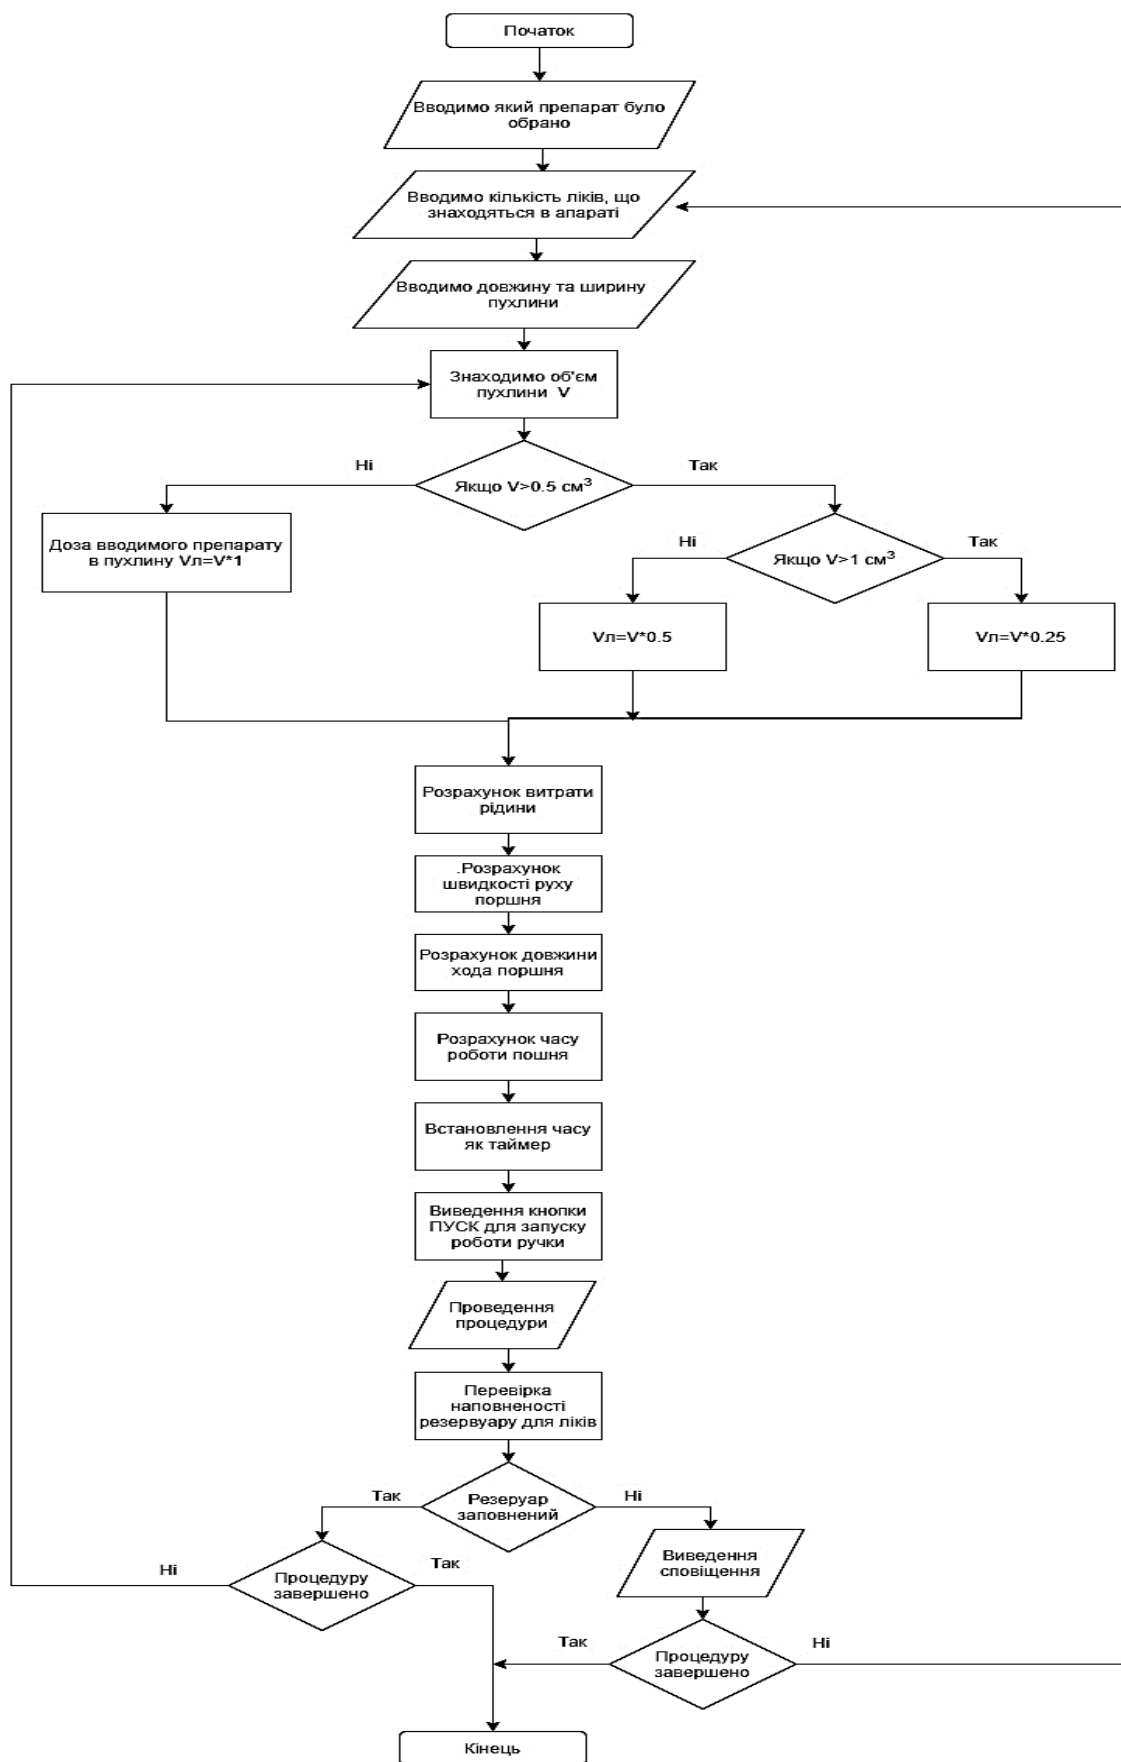 Початок
Вводимо який препарат було
обрано
Вводимо кількість ліків, що
знаходяться в апараті
Вводимо довжину та ширину
пухлини
Знаходимо об'єм
пухлини V
Ні
Так
Якщо V>0.5 см³
Доза вводимого препарату
в пухлину Vл=V*1
Ні
Так
Якщо V>1 см³
Vл=V*0.5
Vл=V*0.25
Розрахунок витрати
рідини
.Розрахунок
швидкості руху
поршня
Розрахунок довжини
хода поршня
Розрахунок часу
роботи пошня
Встановлення часу
як таймер
Виведення кнопки
ПУСК для запуску
роботи ручки
Проведення
процедури
Перевірка
наповненості
резервуару для ліків
Так
Ні
Резеруар
заповнений
Виведення
сповіщення
Ні
Так
Процедуру
завершено
Так
Ні
Процедуру
завершено
Кінець